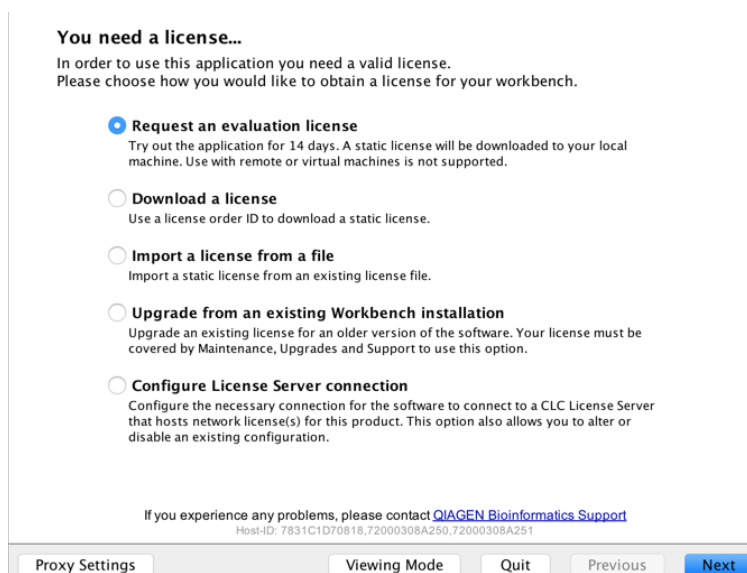 You need a license...
In order to use this application you need a valid license.
Please choose how you would like to obtain a license for your workbench.
Request an evaluation license
Try out the application for 14 days. A static license will be downloaded to your local
machine. Use with remote or virtual machines is not supported.
Download a license
Use a license order ID to download a static license.
Import a license from a file
Import a static license from an existing license file.
Upgrade from an existing Workbench installation
Upgrade an existing license for an older version of the software. Your license must be
covered by Maintenance, Upgrades and Support to use this option.
Configure License Server connection
Configure the necessary connection for the software to connect to a CLC License Server
that hosts network license(s) for this product. This option also allows you to alter or
disable an existing configuration.
If you experience any problems, please contact QIAGEN Bioinformatics Support
Host-ID: 7831C1D70818,72000308A250,72000308A251
Proxy Settings Viewing Mode Quit Previous Next